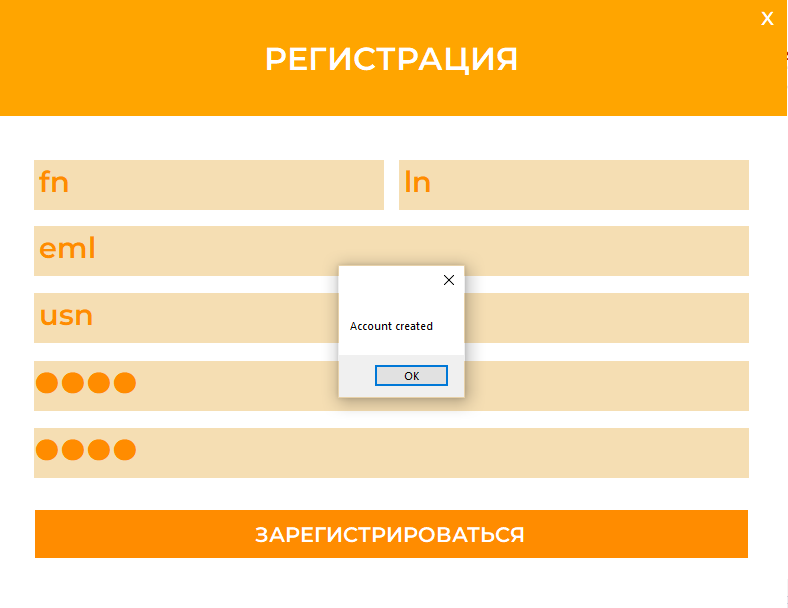 X
РЕГИСТРАЦИЯ
fn
ln
eml
usn
Account created
OK
ЗАРЕГИСТРИРОВАТЬСЯ